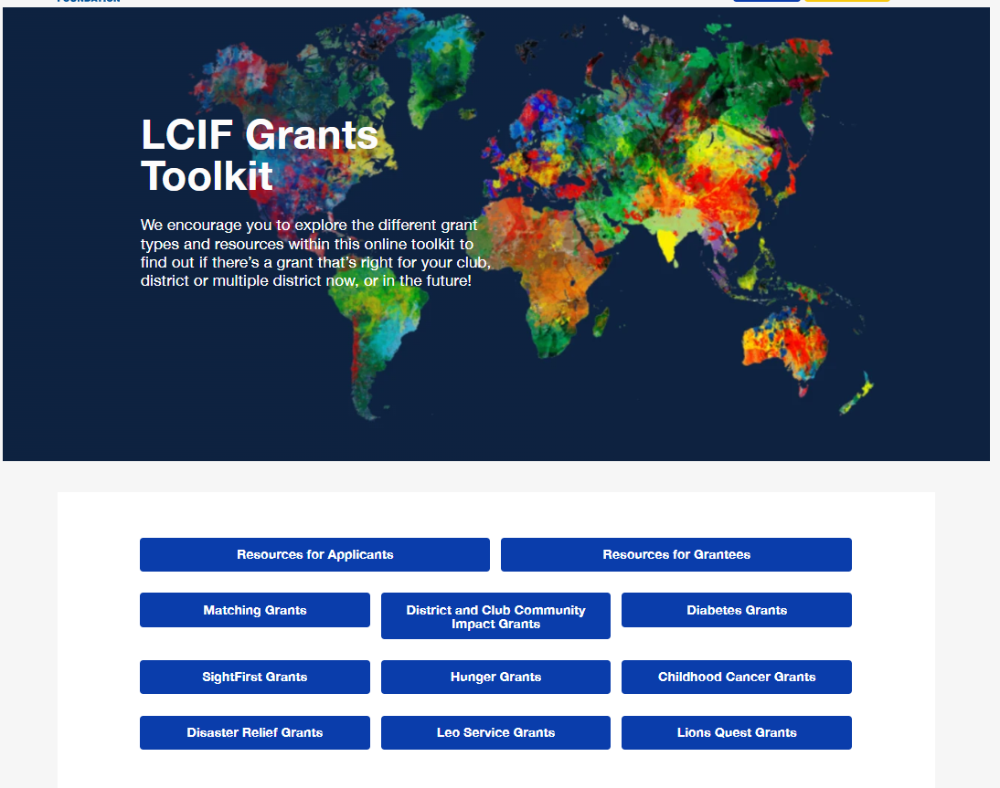 LCIF Grants
Toolkit
We encourage you to explore the different grant
types and resources within this online toolkit to
find out if there's a grant that's right for your club,
district or multiple district now, or in the future!
Resources for Applicants
Resources for Grantees
Matching Grants
District and Club Community
Impact Grants
Diabetes Grants
SightFirst Grants
Hunger Grants
Childhood Cancer Grants
Disaster Relief Grants
Leo Service Grants
Lions Quest Grants